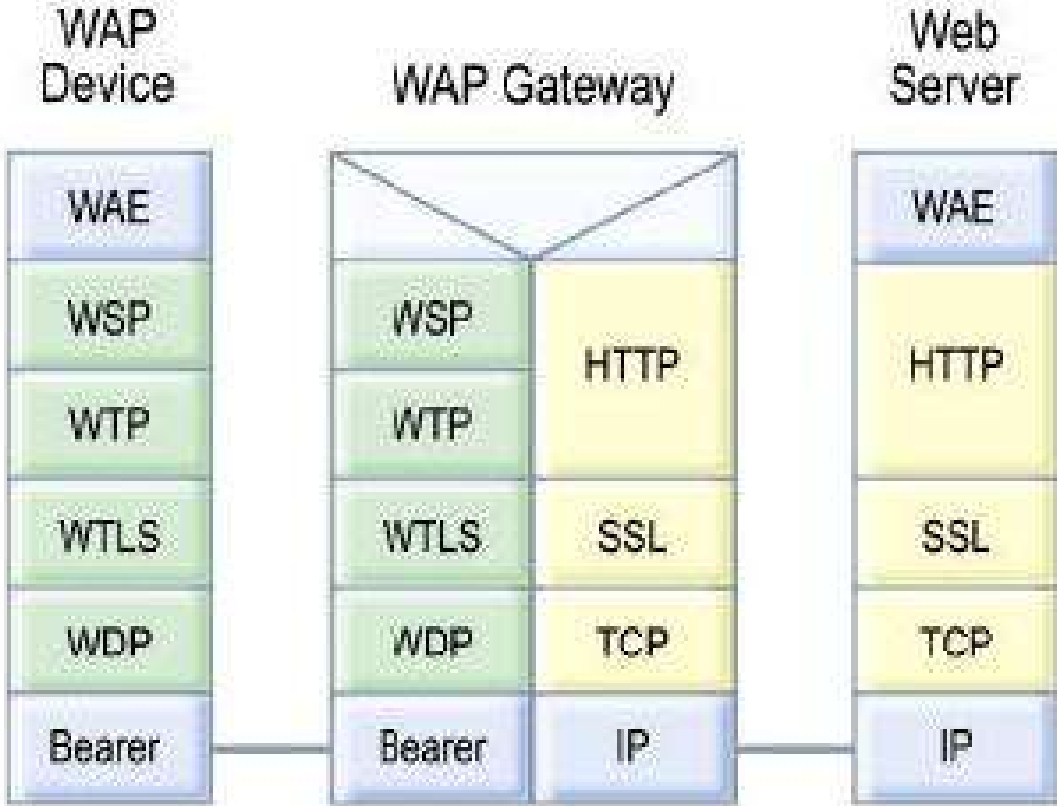 WAP
Device
WAP Gateway
Web
Server
WAE
WSP
WTP
WTLS
WDP
Bearer
WSP
WTP
WTLS
WDP
Bearer
HTTP
SSL
TCP
IP
WAE
HTTP
SSL
TCP
IP